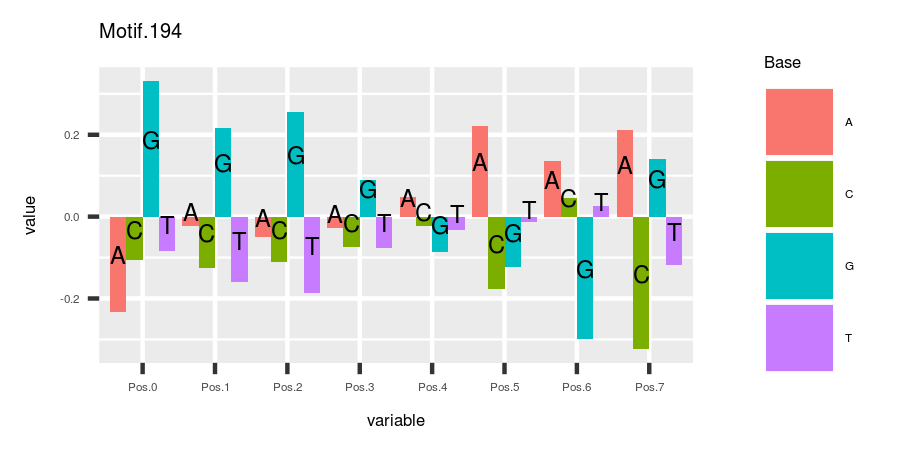 Motif.194
value
0.2
0.0
-0.2
A C G T A C G T A C G T A C G T A C G T A C G T A C G T A C G T
Pos.0 Pos.1 Pos.2 Pos.3 Pos.4 Pos.5 Pos.6 Pos.7
variable
Base
A
C
G
T